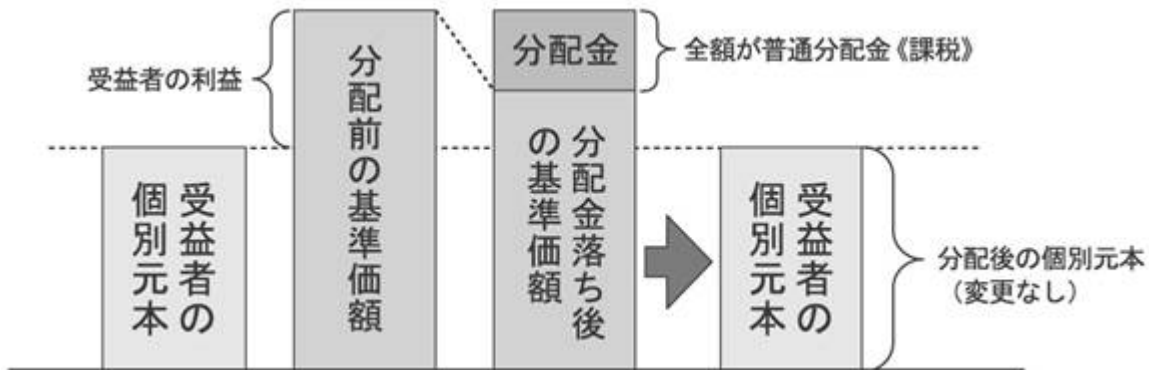 受益者の利益
受益者の
個別元本
分配前の基準価額
分配金
全額が普通分配金《課税》
分配金落ち後
の基準価額
受益者の
個別元本
分配後の個別元本
（変更なし）